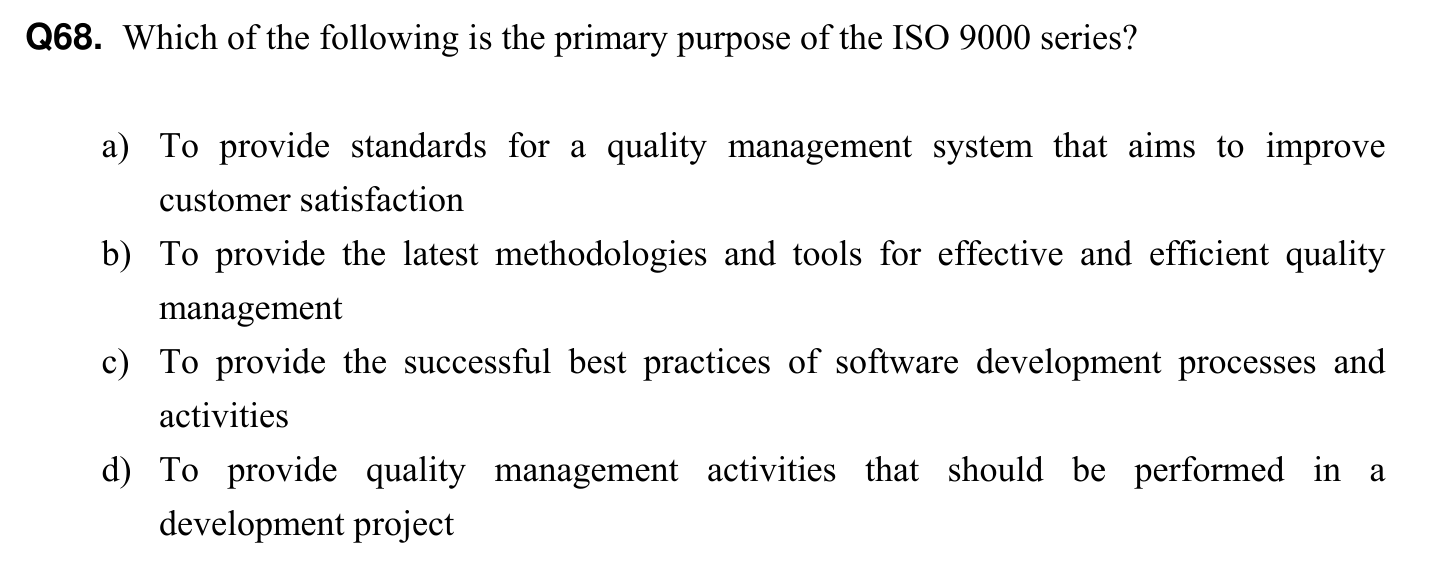 Q68. Which of the following is the primary purpose of the ISO 9000 series?
a) To provide standards for a quality management system that aims to improve
customer satisfaction
b) To provide the latest methodologies and tools for effective and efficient quality
management
c) To provide the successful best practices of software development processes and
activities
d) To provide quality management activities that should be performed in a
development project